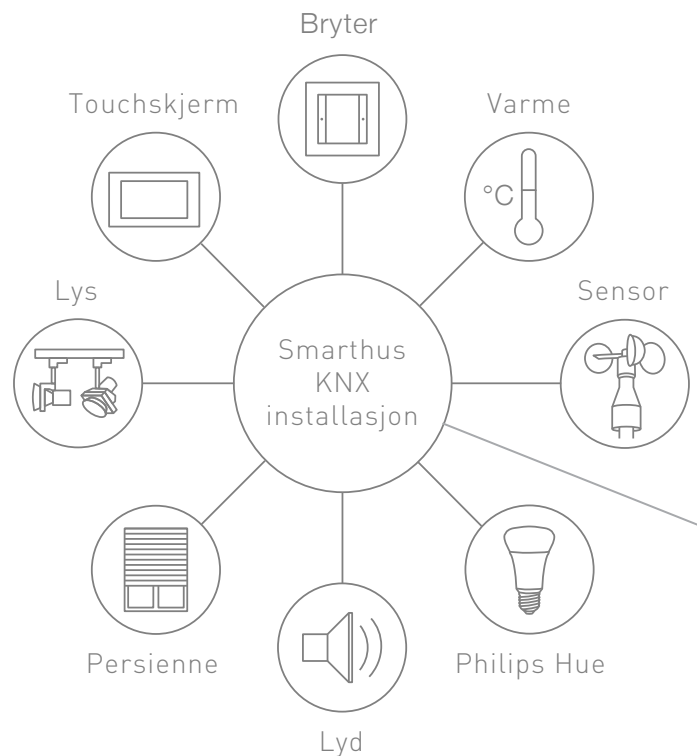 Bryter
Touchskjerm
Varme
°C
Lys
Sensor
Smarthus
KNX
installasjon
Persienne
Philips Hue
Lyd